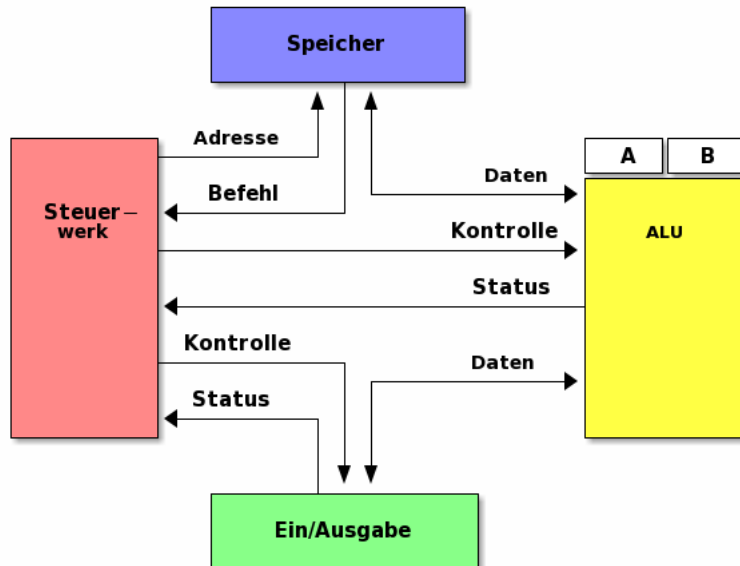 Speicher
Adresse
A B
Daten
Befehl
Steuer–
werk
Kontrolle
ALU
Status
Kontrolle
Daten
Status
Ein/Ausgabe